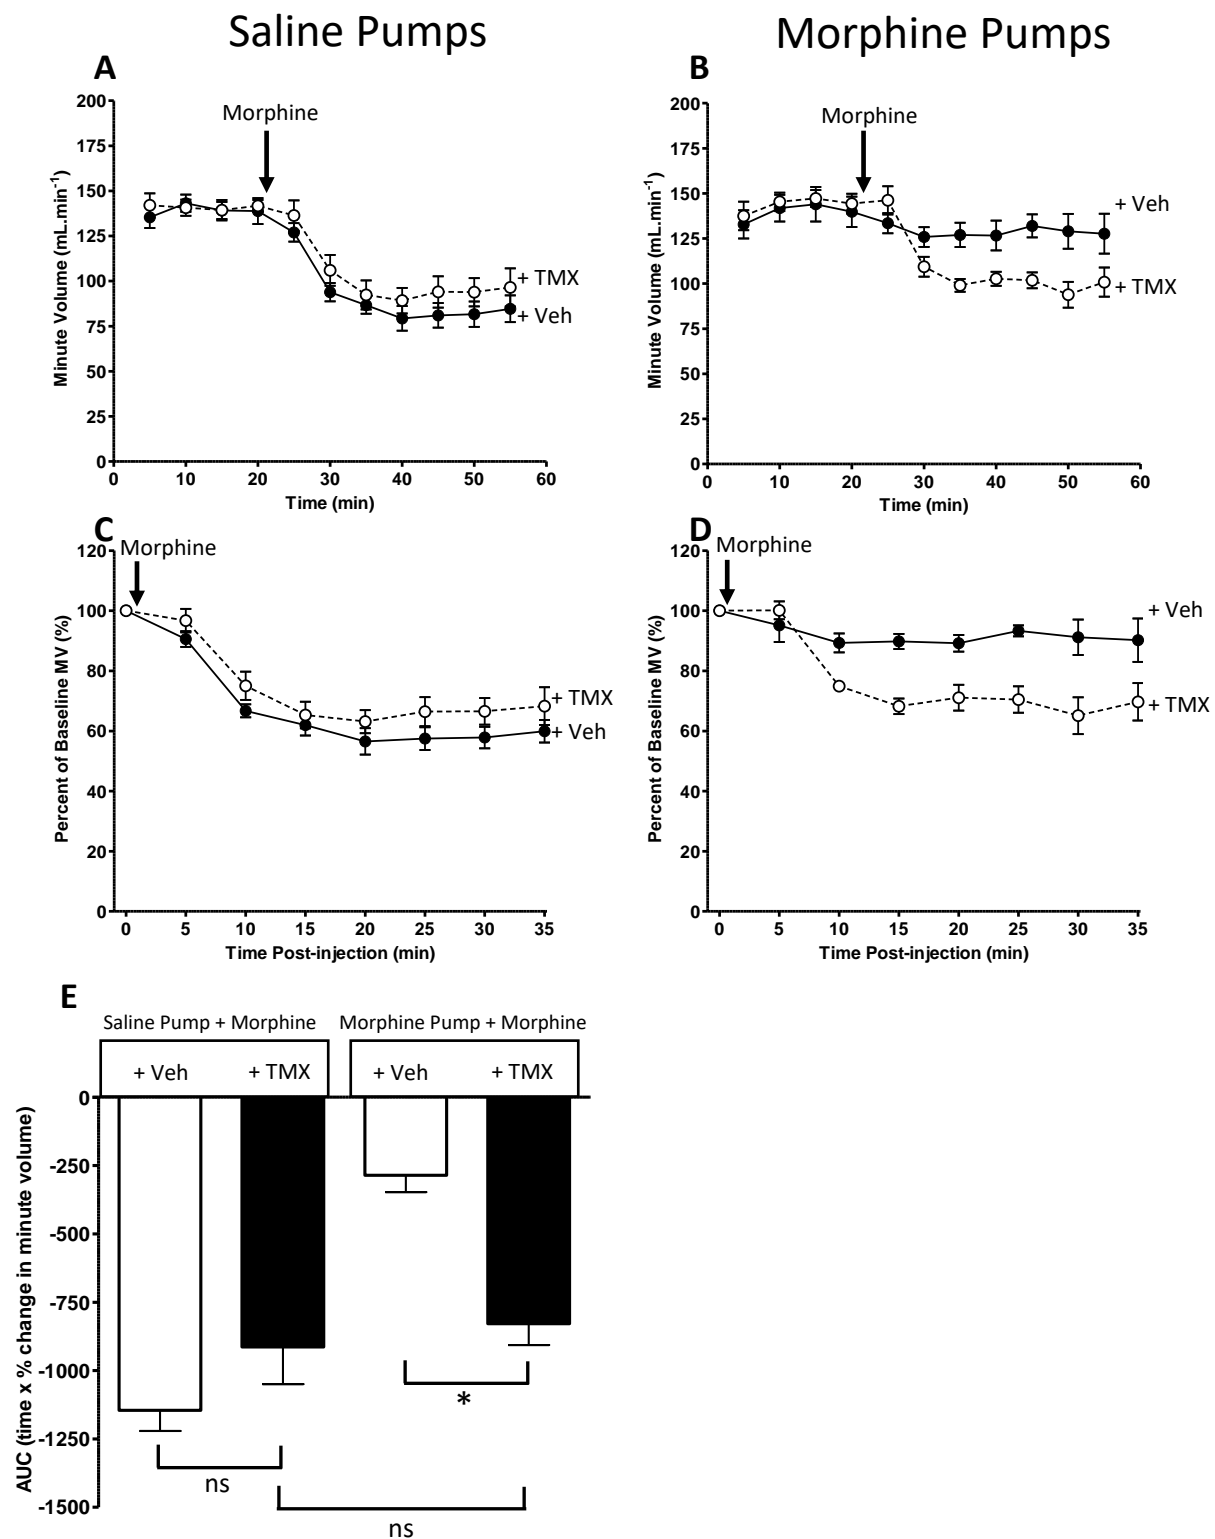 Saline Pumps
Morphine Pumps
A
B
200
175
150
125
100
75
50
25
0
Minute Volume (mL.min⁻¹)
Morphine
+ TMX
+ Veh
0 10 20 30 40 50 60
Time (min)
200
175
150
125
100
75
50
25
0
Minute Volume (mL.min⁻¹)
Morphine
+ Veh
+ TMX
0 10 20 30 40 50 60
Time (min)
C
D
120
100
80
60
40
20
0
Percent of Baseline MV (%)
Morphine
+ TMX
+ Veh
0 5 10 15 20 25 30 35
Time Post-injection (min)
120
100
80
60
40
20
0
Percent of Baseline MV (%)
Morphine
+ Veh
+ TMX
0 5 10 15 20 25 30 35
Time Post-injection (min)
E
Saline Pump + Morphine
Morphine Pump + Morphine
+ Veh + TMX + Veh + TMX
0
-250
-500
-750
-1000
-1250
-1500
AUC (time x % change in minute volume)
*
ns
ns